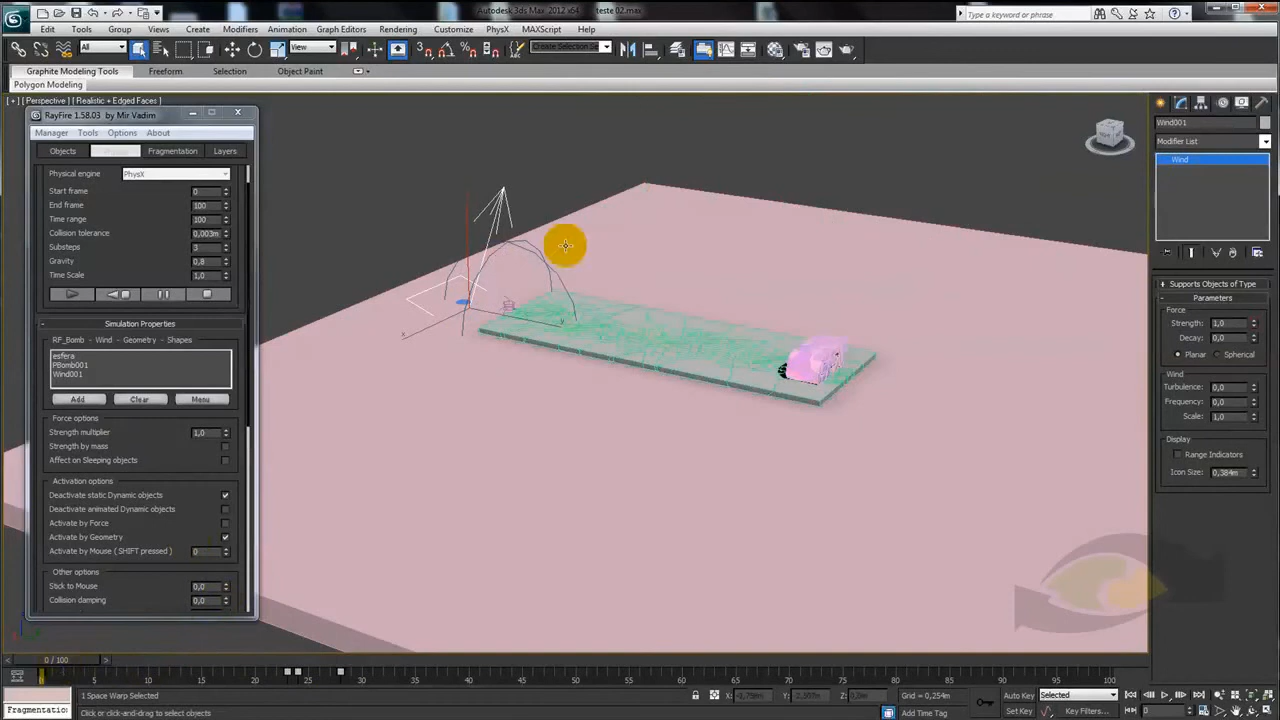 Autodesk 3ds Max 2012 x64 teste 02.max
Type a keyword or phrase
Edit Tools Group Views Create Modifiers Animation Graph Editors Rendering Customize PhysX MAXScript Help
All View Create Selection Se
Graphite Modeling Tools Freeform Selection Object Paint
Polygon Modeling
[ + ] [ Perspective ] [ Realistic + Edged Faces ]
RayFire 1.58.03 by Mir Vadim
Manager Tools Options About
Objects Physics Fragmentation Layers
Physical engine PhysX
Start frame 0
End frame 100
Time range 100
Collision tolerance 0,003m
Substeps 3
Gravity 0,8
Time Scale 1,0
Simulation Properties
RF_Bomb - Wind - Geometry - Shapes
esfera
PBomb001
Wind001
Add Clear Menu
Force options
Strength multiplier 1,0
Strength by mass
Affect on Sleeping objects
Activation options
Deactivate static Dynamic objects
Deactivate animated Dynamic objects
Activate by Force
Activate by Geometry
Activate by Mouse ( SHIFT pressed ) 0
Other options
Stick to Mouse 0,0
Collision damping 0,0
x
y
Wind001
Modifier List
Wind
Supports Objects of Type
Parameters
Force
Strength: 1,0
Decay: 0,0
Planar Spherical
Wind
Turbulence: 0,0
Frequency: 0,0
Scale: 1,0
Display
Range Indicators
Icon Size: 0,384m
0 / 100
5 10 15 20 25 30 35 40 45 50 55 60 65 70 75 80 85 90 95 100
1 Space Warp Selected X: Y: Z: Grid = 0,254m Auto Key Selected
Fragmentation Click or click-and-drag to select objects Add Time Tag Set Key Key Filters... 0